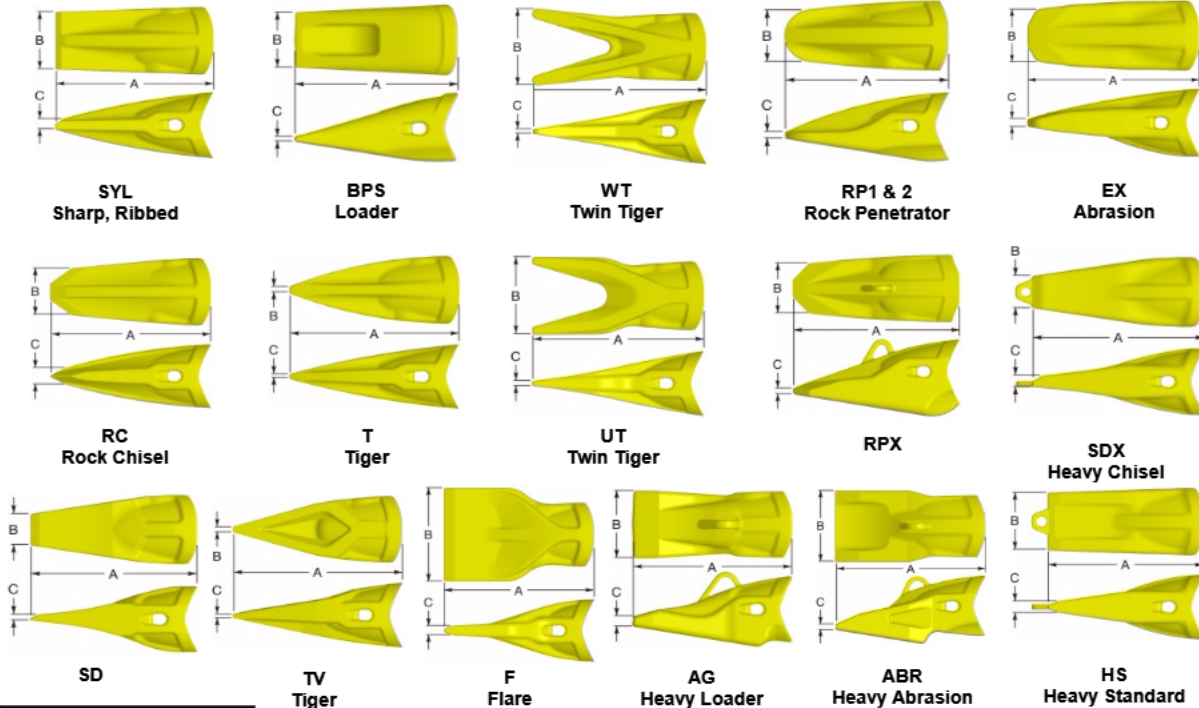 B
A
C
SYL
Sharp, Ribbed
B
A
C
BPS
Loader
B
A
C
WT
Twin Tiger
B
A
C
RP1 & 2
Rock Penetrator
B
A
C
EX
Abrasion
B
A
C
RC
Rock Chisel
B
A
C
T
Tiger
B
A
C
UT
Twin Tiger
B
A
C
RPX
B
A
C
SDX
Heavy Chisel
B
A
C
SD
B
A
C
TV
Tiger
B
A
C
F
Flare
B
A
C
AG
Heavy Loader
B
A
C
ABR
Heavy Abrasion
B
A
C
HS
Heavy Standard